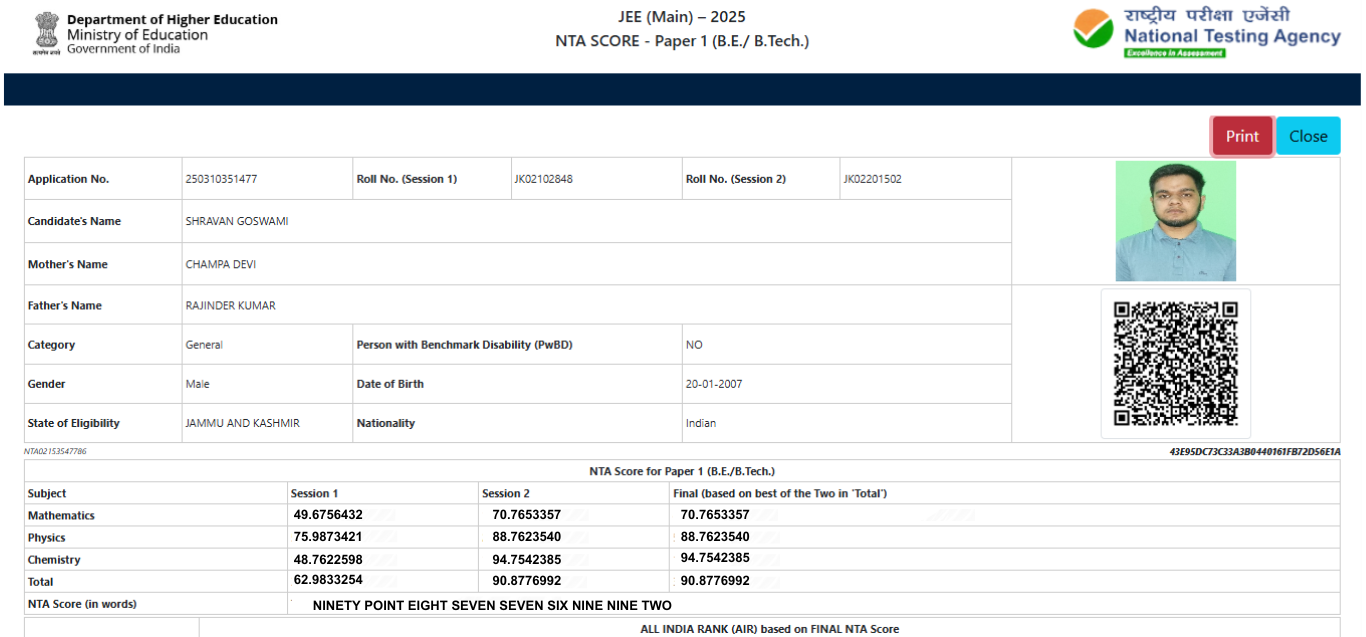 Department of Higher Education
Ministry of Education
Government of India
सत्यमेव जयते
JEE (Main) – 2025
NTA SCORE - Paper 1 (B.E./ B.Tech.)
राष्ट्रीय परीक्षा एजेंसी
National Testing Agency
Excellence in Assessment
Print Close
Application No. 250310351477 Roll No. (Session 1) JK02102848 Roll No. (Session 2) JK02201502
Candidate's Name SHRAVAN GOSWAMI
Mother's Name CHAMPA DEVI
Father's Name RAJINDER KUMAR
Category General Person with Benchmark Disability (PwBD) NO
Gender Male Date of Birth 20-01-2007
State of Eligibility JAMMU AND KASHMIR Nationality Indian
NTA02153547786 43E95DC73C33A3B0440161FB72D56E1A
NTA Score for Paper 1 (B.E./B.Tech.)
Subject Session 1 Session 2 Final (based on best of the Two in 'Total')
Mathematics 49.6756432 70.7653357 70.7653357
Physics 75.9873421 88.7623540 88.7623540
Chemistry 48.7622598 94.7542385 94.7542385
Total 62.9833254 90.8776992 90.8776992
NTA Score (in words) NINETY POINT EIGHT SEVEN SEVEN SIX NINE NINE TWO
ALL INDIA RANK (AIR) based on FINAL NTA Score